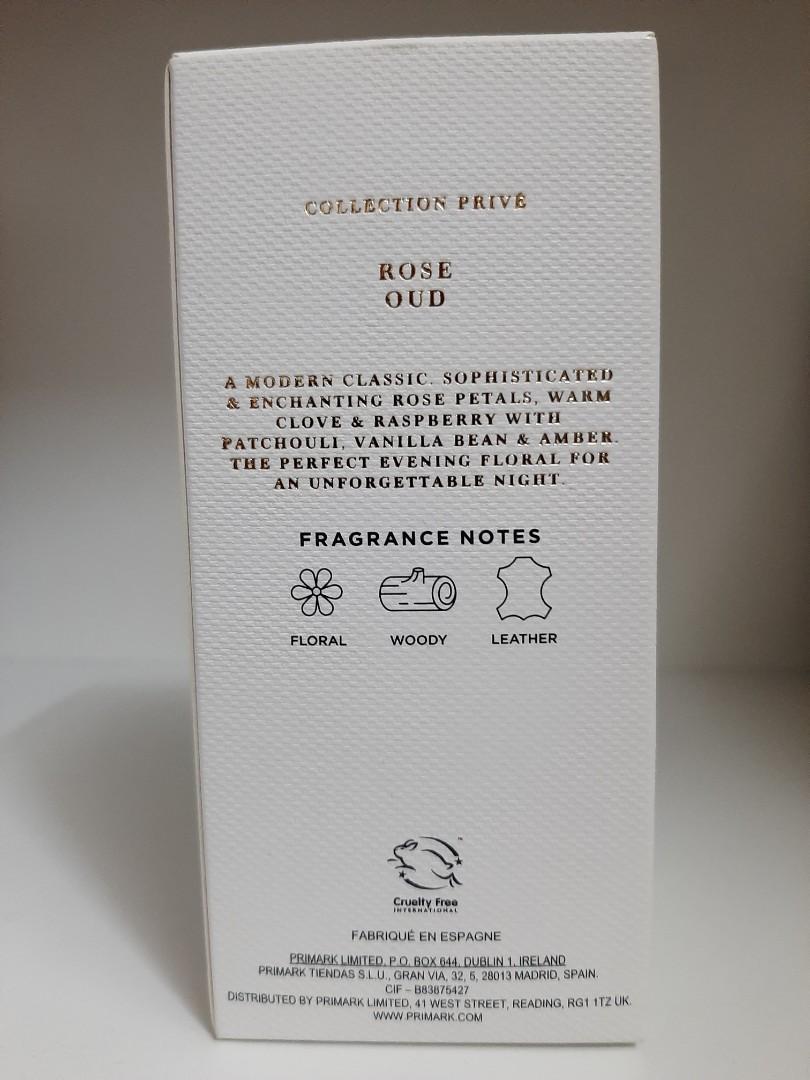 COLLECTION PRIVÉ
ROSE
OUD
A MODERN CLASSIC. SOPHISTICATED
& ENCHANTING ROSE PETALS, WARM
CLOVE & RASPBERRY WITH
PATCHOULI, VANILLA BEAN & AMBER.
THE PERFECT EVENING FLORAL FOR
AN UNFORGETTABLE NIGHT.
FRAGRANCE NOTES
FLORAL WOODY LEATHER
Cruelty Free
INTERNATIONAL
FABRIQUÉ EN ESPAGNE
PRIMARK LIMITED, P.O. BOX 644, DUBLIN 1, IRELAND
PRIMARK TIENDAS S.L.U., GRAN VIA, 32, 5, 28013 MADRID, SPAIN.
CIF – B83875427
DISTRIBUTED BY PRIMARK LIMITED, 41 WEST STREET, READING, RG1 1TZ UK.
WWW.PRIMARK.COM